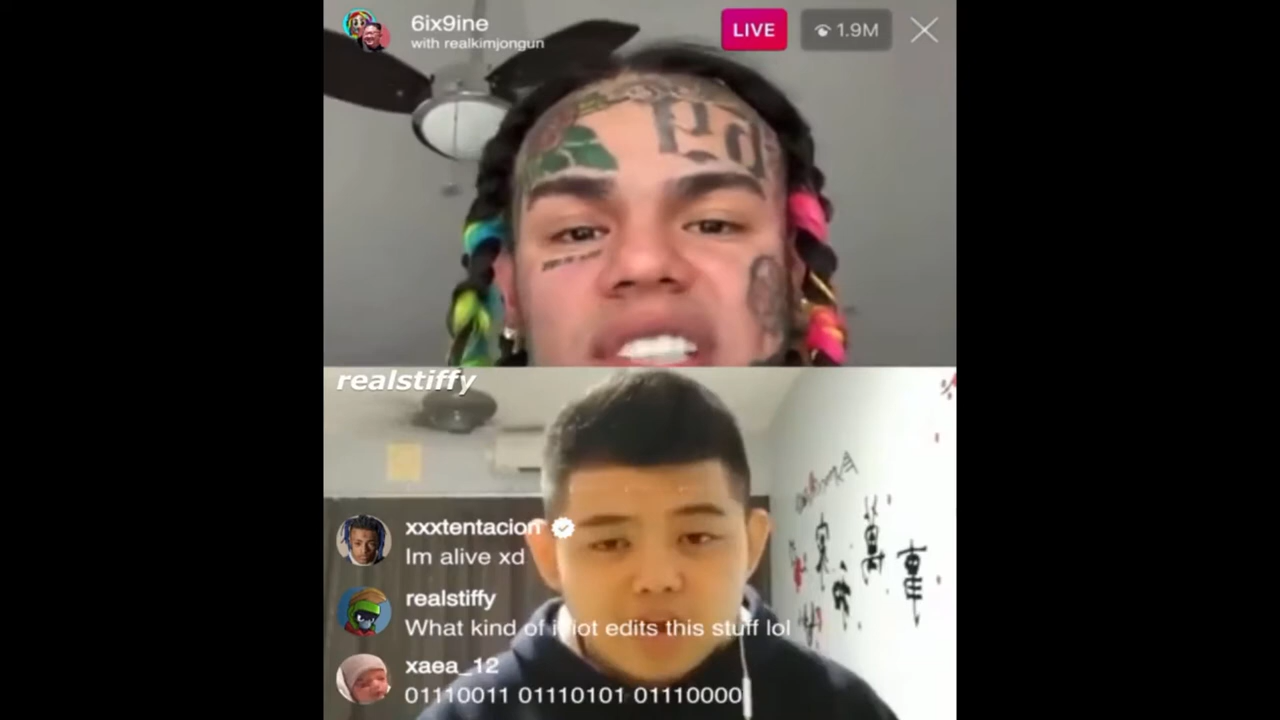 6ix9ine
with realkimjongun
LIVE
1.9M
realstiffy
xxxtentacion
Im alive xd
realstiffy
What kind of idiot edits this stuff lol
xaea_12
01110011 01110101 01110000